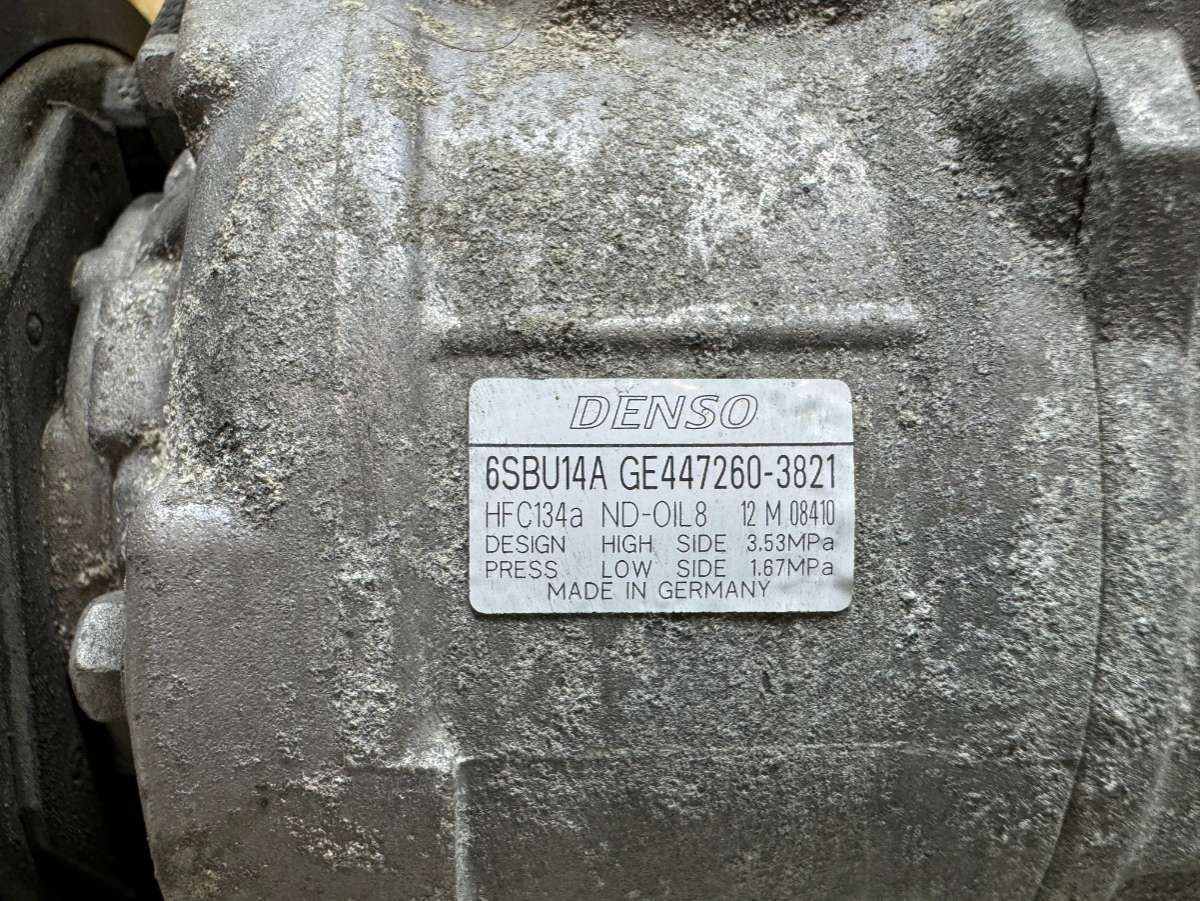 DENSO
6SBU14A GE447260-3821
HFC134a ND-OIL8 12 M 08410
DESIGN HIGH SIDE 3.53MPa
PRESS LOW SIDE 1.67MPa
MADE IN GERMANY